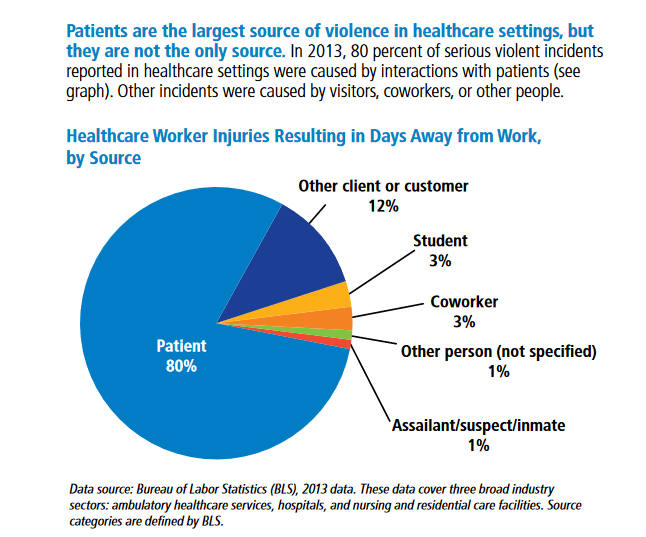 Patients are the largest source of violence in healthcare settings, but
they are not the only source. In 2013, 80 percent of serious violent incidents
reported in healthcare settings were caused by interactions with patients (see
graph). Other incidents were caused by visitors, coworkers, or other people.
Healthcare Worker Injuries Resulting in Days Away from Work,
by Source
Other client or customer
12%
Student
3%
Coworker
3%
Other person (not specified)
1%
Assailant/suspect/inmate
1%
Patient
80%
Data source: Bureau of Labor Statistics (BLS), 2013 data. These data cover three broad industry
sectors: ambulatory healthcare services, hospitals, and nursing and residential care facilities. Source
categories are defined by BLS.